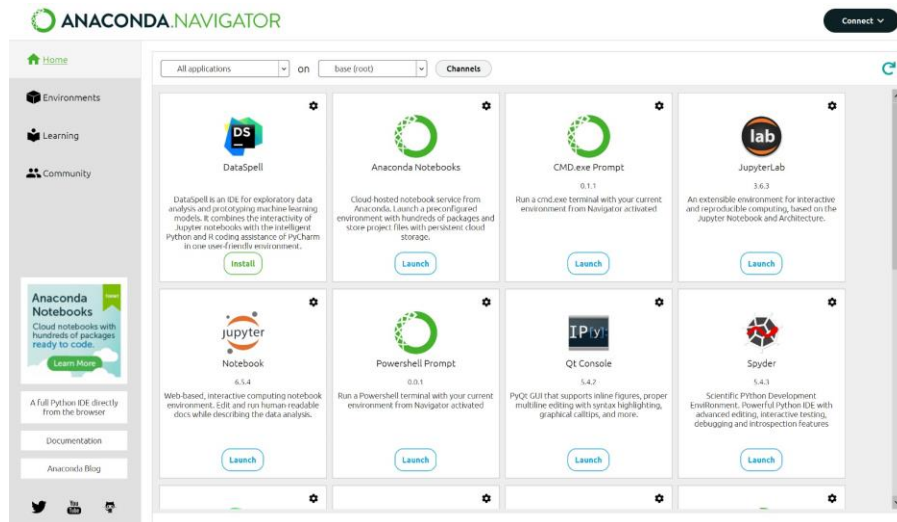 ANACONDA.NAVIGATOR
Connect
Home
Environments
Learning
Community
All applications
on
base (root)
Channels
DS
DataSpell
DataSpell is an IDE for exploratory data
analysis and prototyping machine learning
models. It combines the interactivity of
Jupyter notebooks with the intelligent
Python and R coding assistance of PyCharm
in one user-friendly environment.
Install
Anaconda Notebooks
Cloud-hosted notebook service from
Anaconda. Launch a preconfigured
environment with hundreds of packages and
store project files with persistent cloud
storage.
Launch
CMD.exe Prompt
0.1.1
Run a cmd.exe terminal with your current
environment from Navigator activated
Launch
lab
JupyterLab
3.6.3
An extensible environment for interactive
and reproducible computing, based on the
Jupyter Notebook and Architecture.
Launch
jupyter
Notebook
6.5.4
Web-based, interactive computing notebook
environment. Edit and run human-readable
docs while describing the data analysis.
Launch
Powershell Prompt
0.0.1
Run a Powershell terminal with your current
environment from Navigator activated
Launch
IP[y]:
Qt Console
5.4.2
PyQt GUI that supports inline figures, proper
multiline editing with syntax highlighting,
graphical calltips, and more.
Launch
Spyder
5.4.3
Scientific PYthon Development
EnviRonment. Powerful Python IDE with
advanced editing, interactive testing,
debugging and introspection features
Launch
Anaconda
Notebooks
Cloud notebooks with
hundreds of packages
ready to code.
Learn More
A full Python IDE directly
from the browser
Documentation
Anaconda Blog
You
Tube